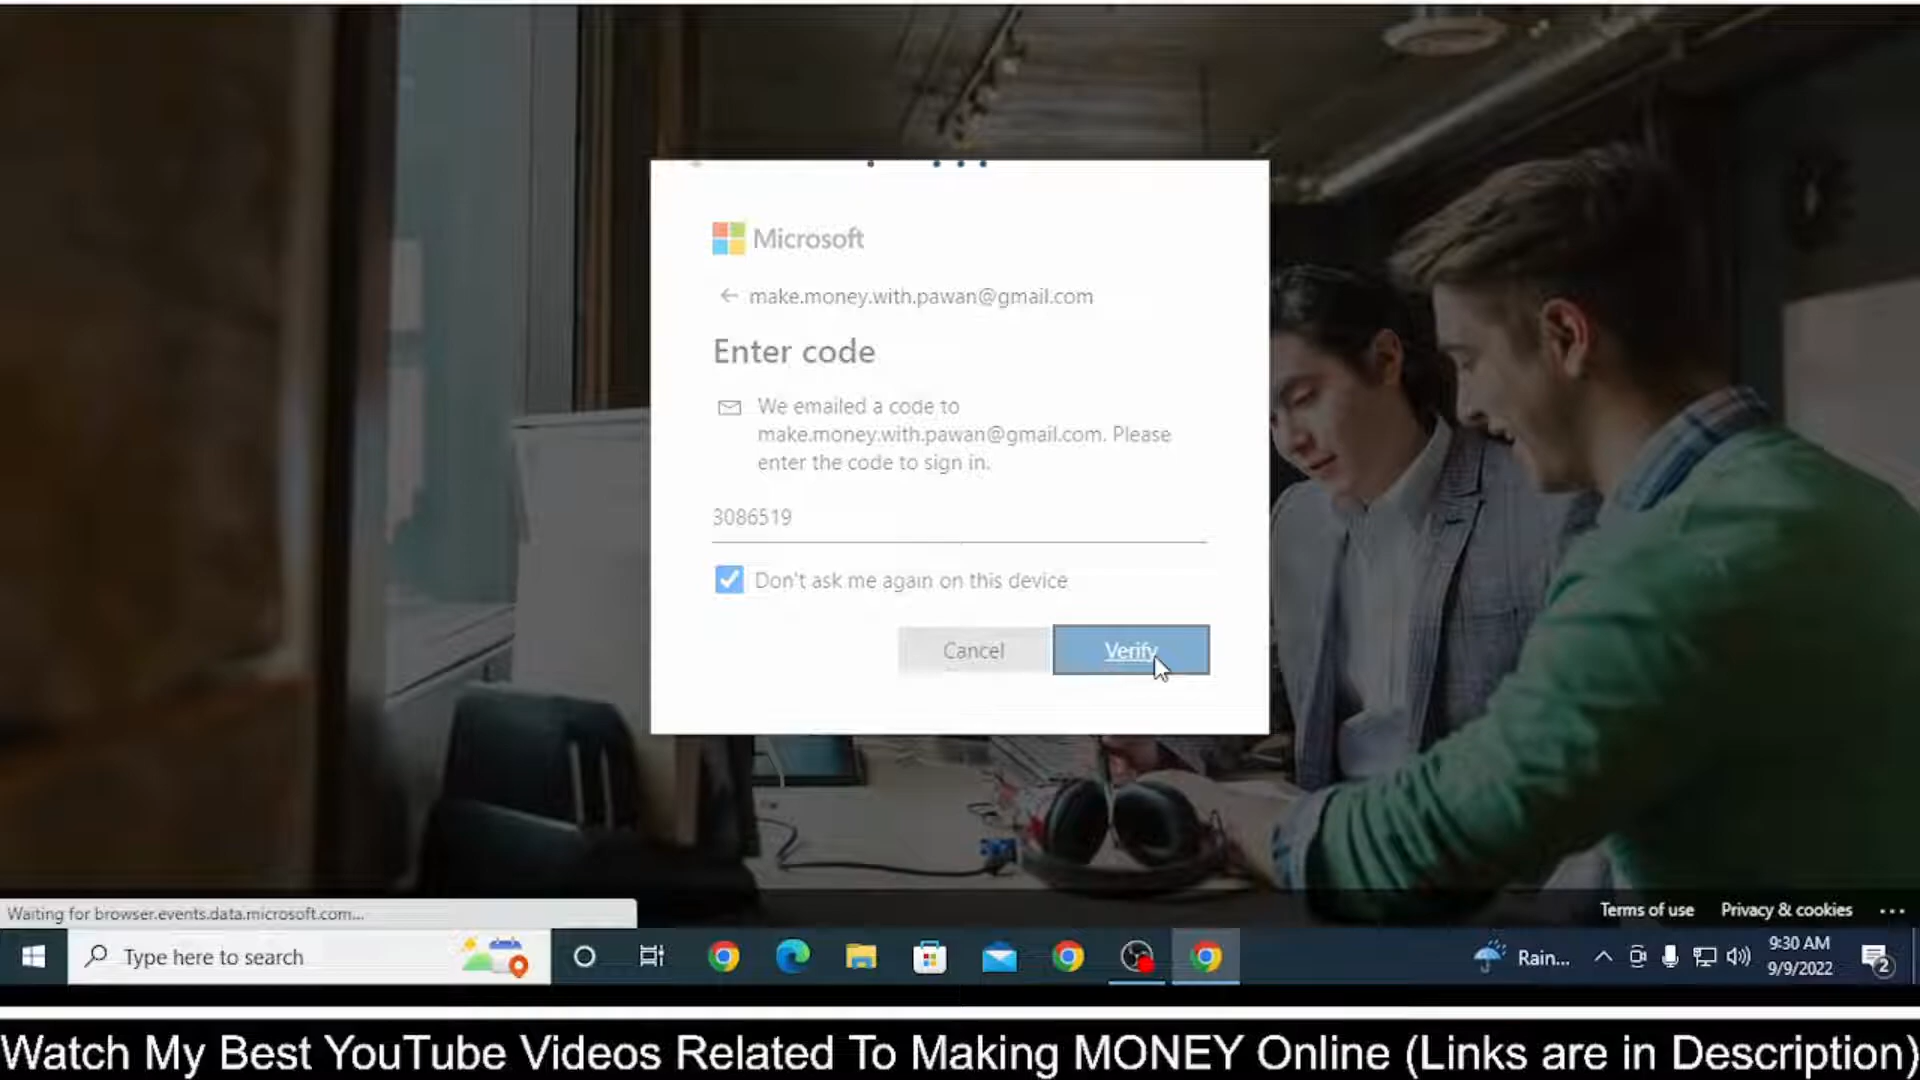 Microsoft
make.money.with.pawan@gmail.com
Enter code
We emailed a code to
make.money.with.pawan@gmail.com. Please
enter the code to sign in.
3086519
Don't ask me again on this device
Cancel
Verify
Waiting for browser.events.data.microsoft.com...
Terms of use
Privacy & cookies
Type here to search
Rain...
9:30 AM
9/9/2022
2
Watch My Best YouTube Videos Related To Making MONEY Online (Links are in Description)